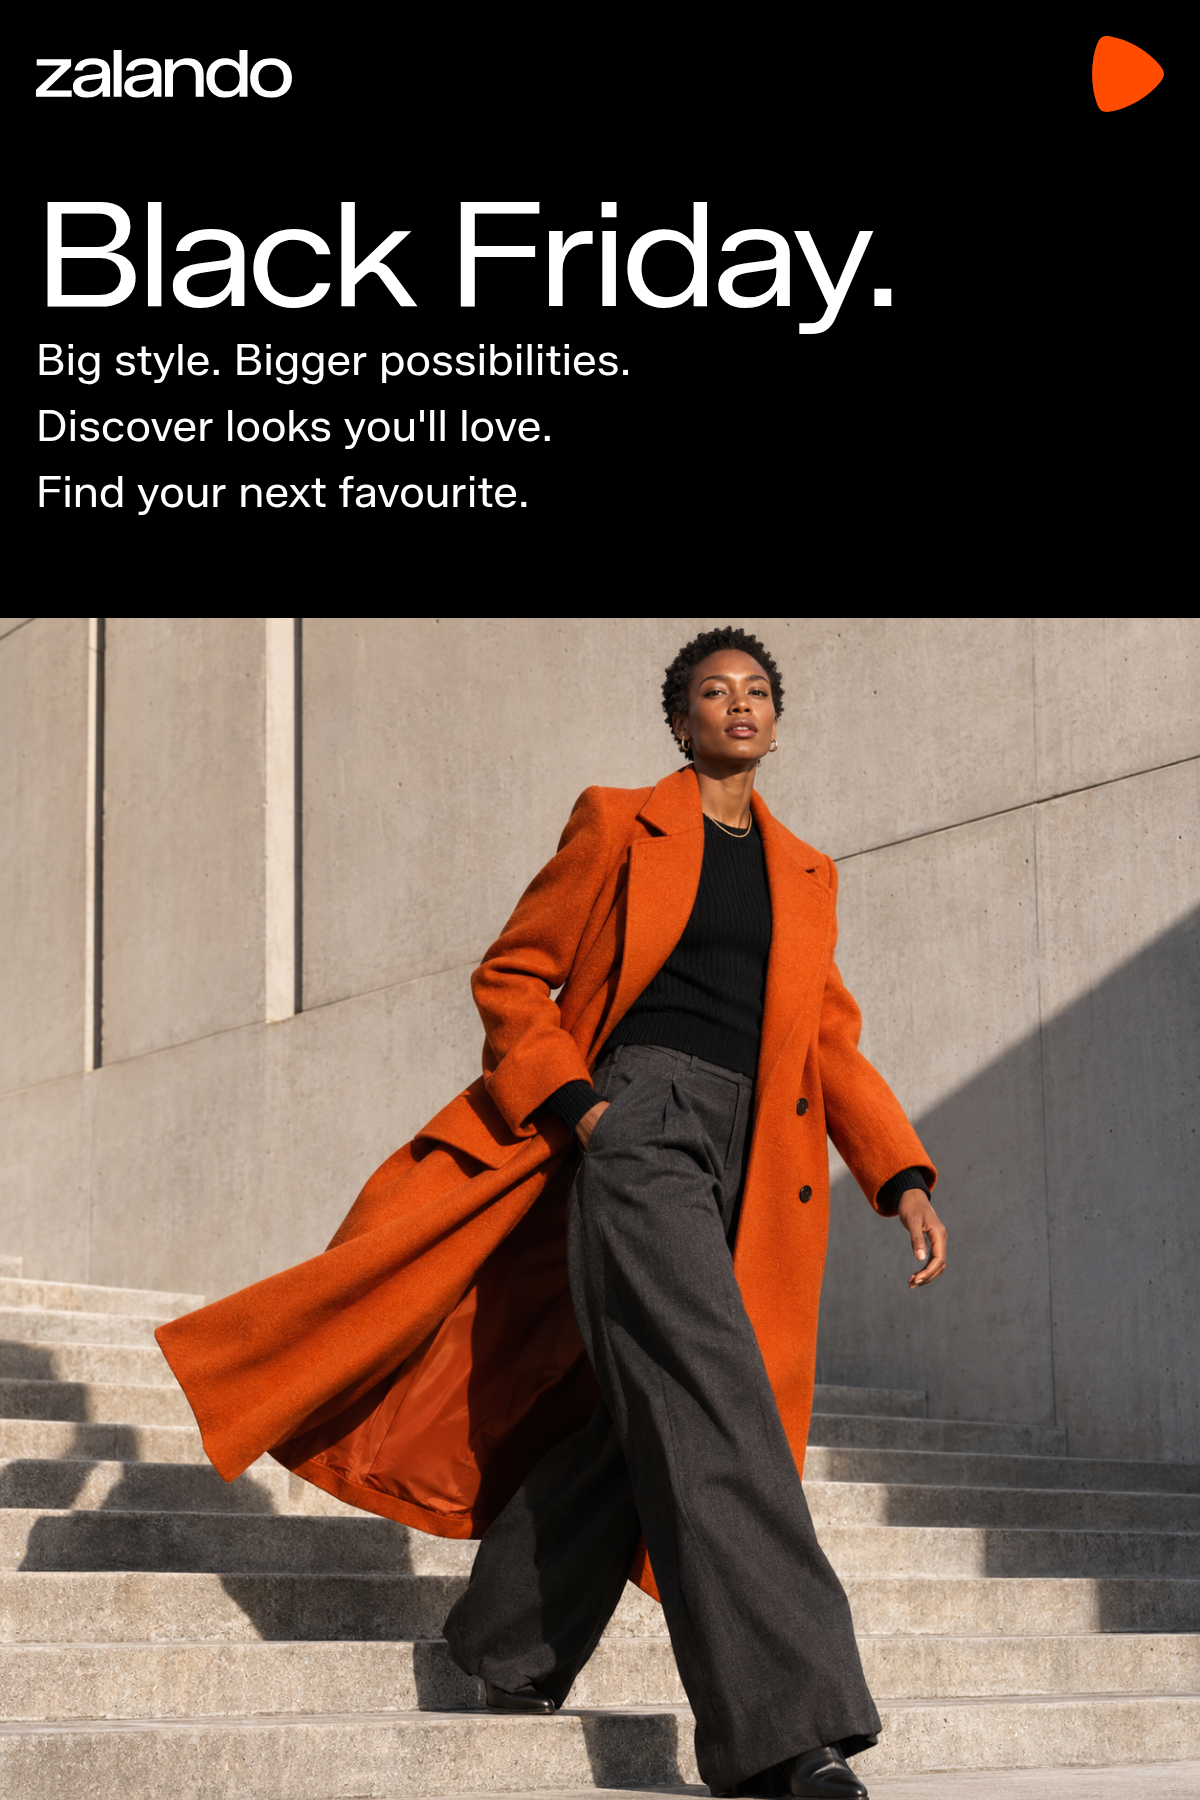 zalando
Black Friday.
Big style. Bigger possibilities.
Discover looks you'll love.
Find your next favourite.